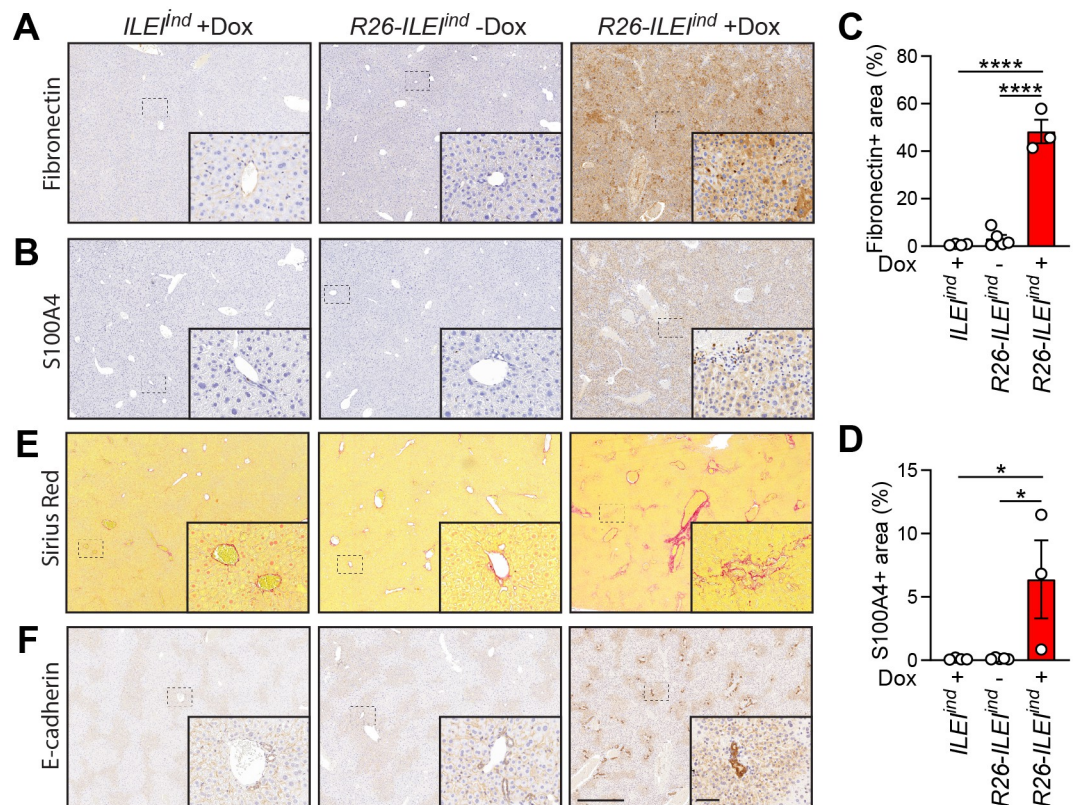 A
ILEI^ind +Dox
R26-ILEI^ind -Dox
R26-ILEI^ind +Dox
Fibronectin
B
S100A4
E
Sirius Red
F
E-cadherin
C
Fibronectin+ area (%)
80
60
40
20
0
****
****
Dox
ILEI^ind +
R26-ILEI^ind -
R26-ILEI^ind +
D
S100A4+ area (%)
15
10
5
0
*
*
Dox
ILEI^ind +
R26-ILEI^ind -
R26-ILEI^ind +